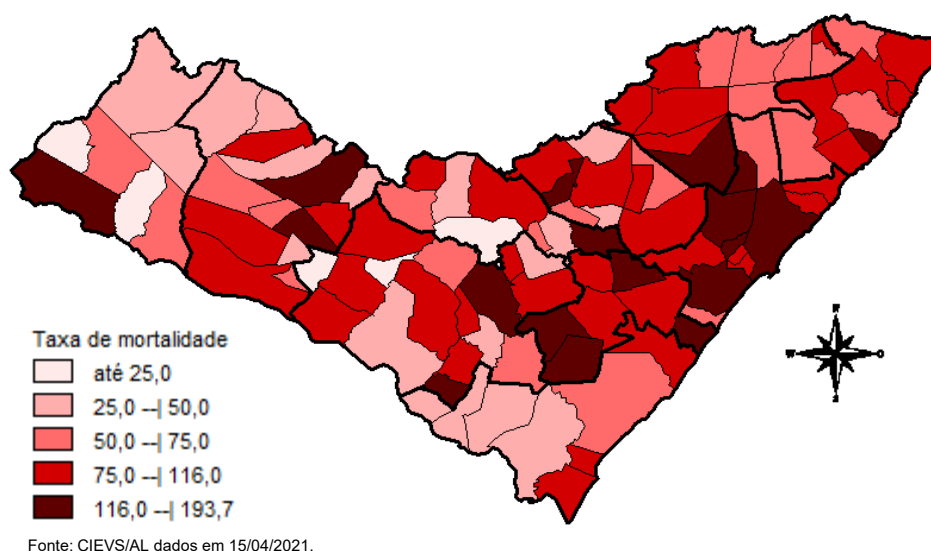 Taxa de mortalidade
até 25,0
25,0 --| 50,0
50,0 --| 75,0
75,0 --| 116,0
116,0 --| 193,7
Fonte: CIEVS/AL dados em 15/04/2021.